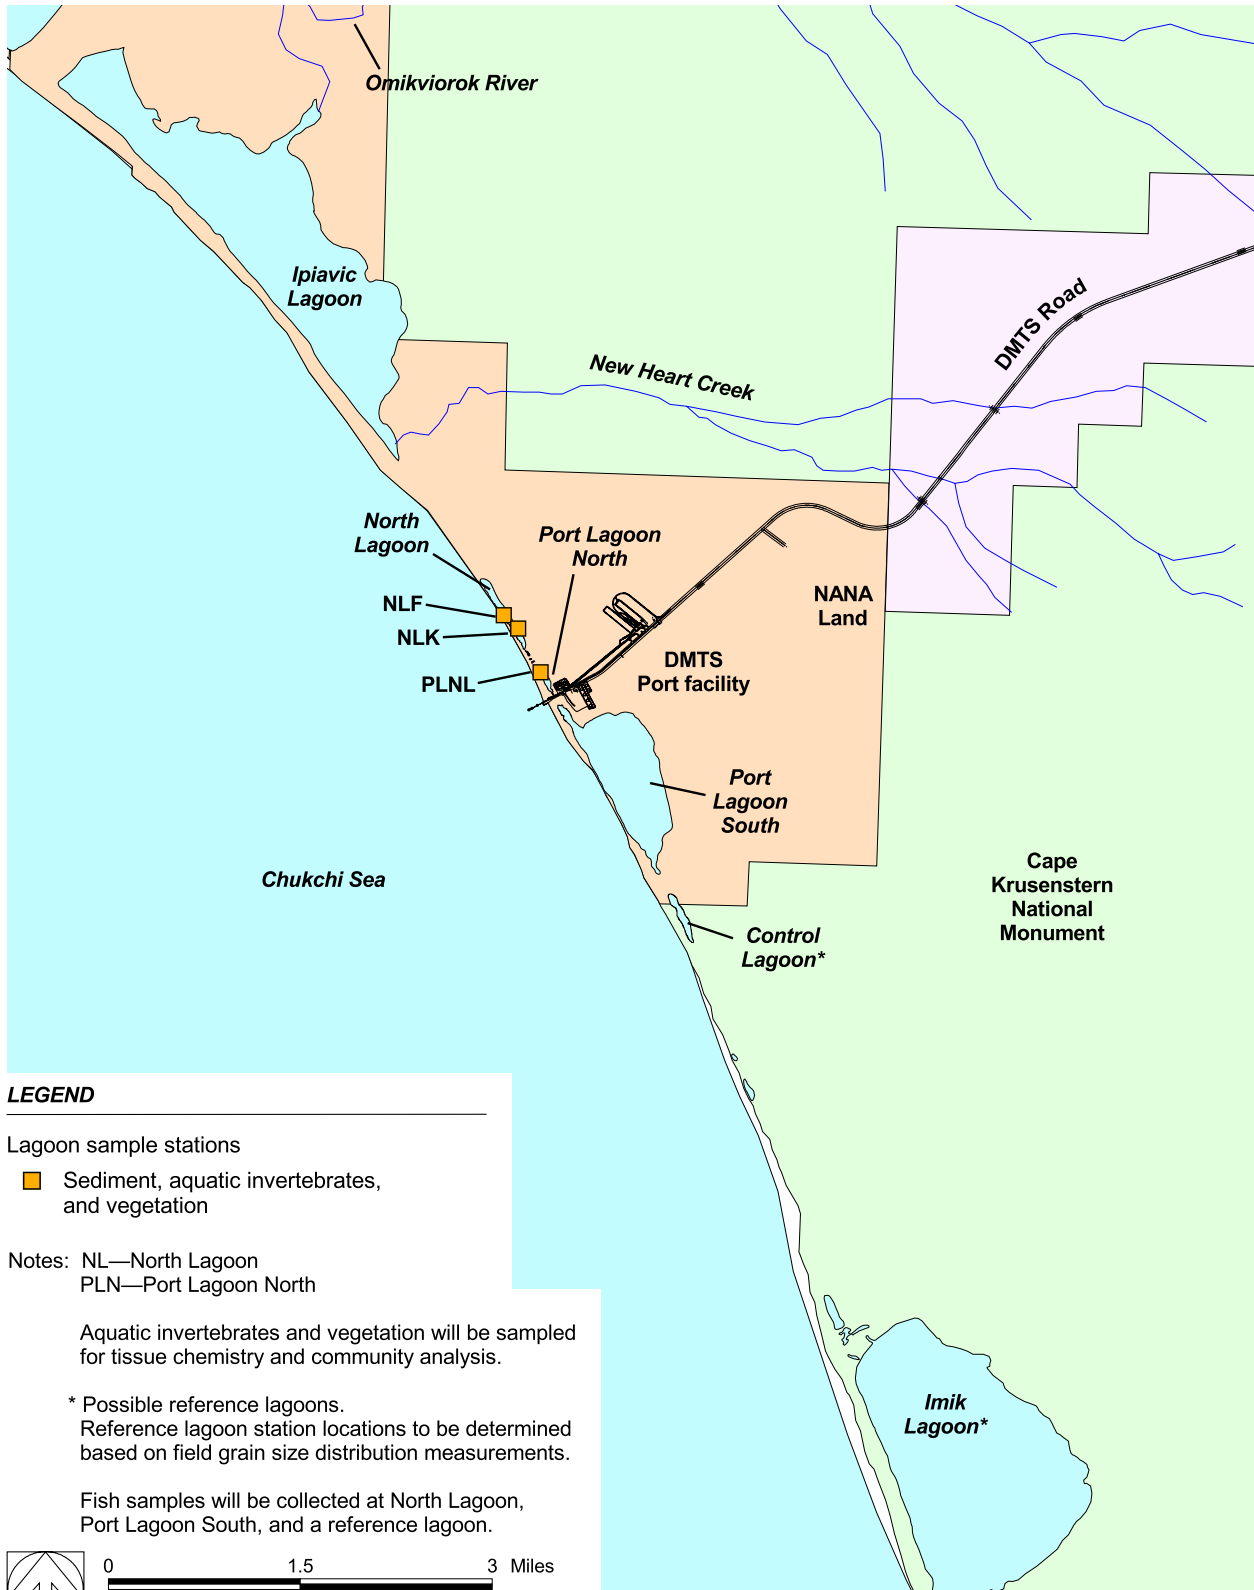 Omikviorok River
Ipiavic
Lagoon
DMTS Road
New Heart Creek
North
Lagoon
Port Lagoon
North
NLF
NLK
PLNL
NANA
Land
DMTS
Port facility
Port
Lagoon
South
Chukchi Sea
Cape
Krusenstern
National
Monument
Control
Lagoon*
Imik
Lagoon*
LEGEND
Lagoon sample stations
Sediment, aquatic invertebrates,
and vegetation
Notes: NL—North Lagoon
PLN—Port Lagoon North
Aquatic invertebrates and vegetation will be sampled
for tissue chemistry and community analysis.
* Possible reference lagoons.
Reference lagoon station locations to be determined
based on field grain size distribution measurements.
Fish samples will be collected at North Lagoon,
Port Lagoon South, and a reference lagoon.
0 1.5 3 Miles